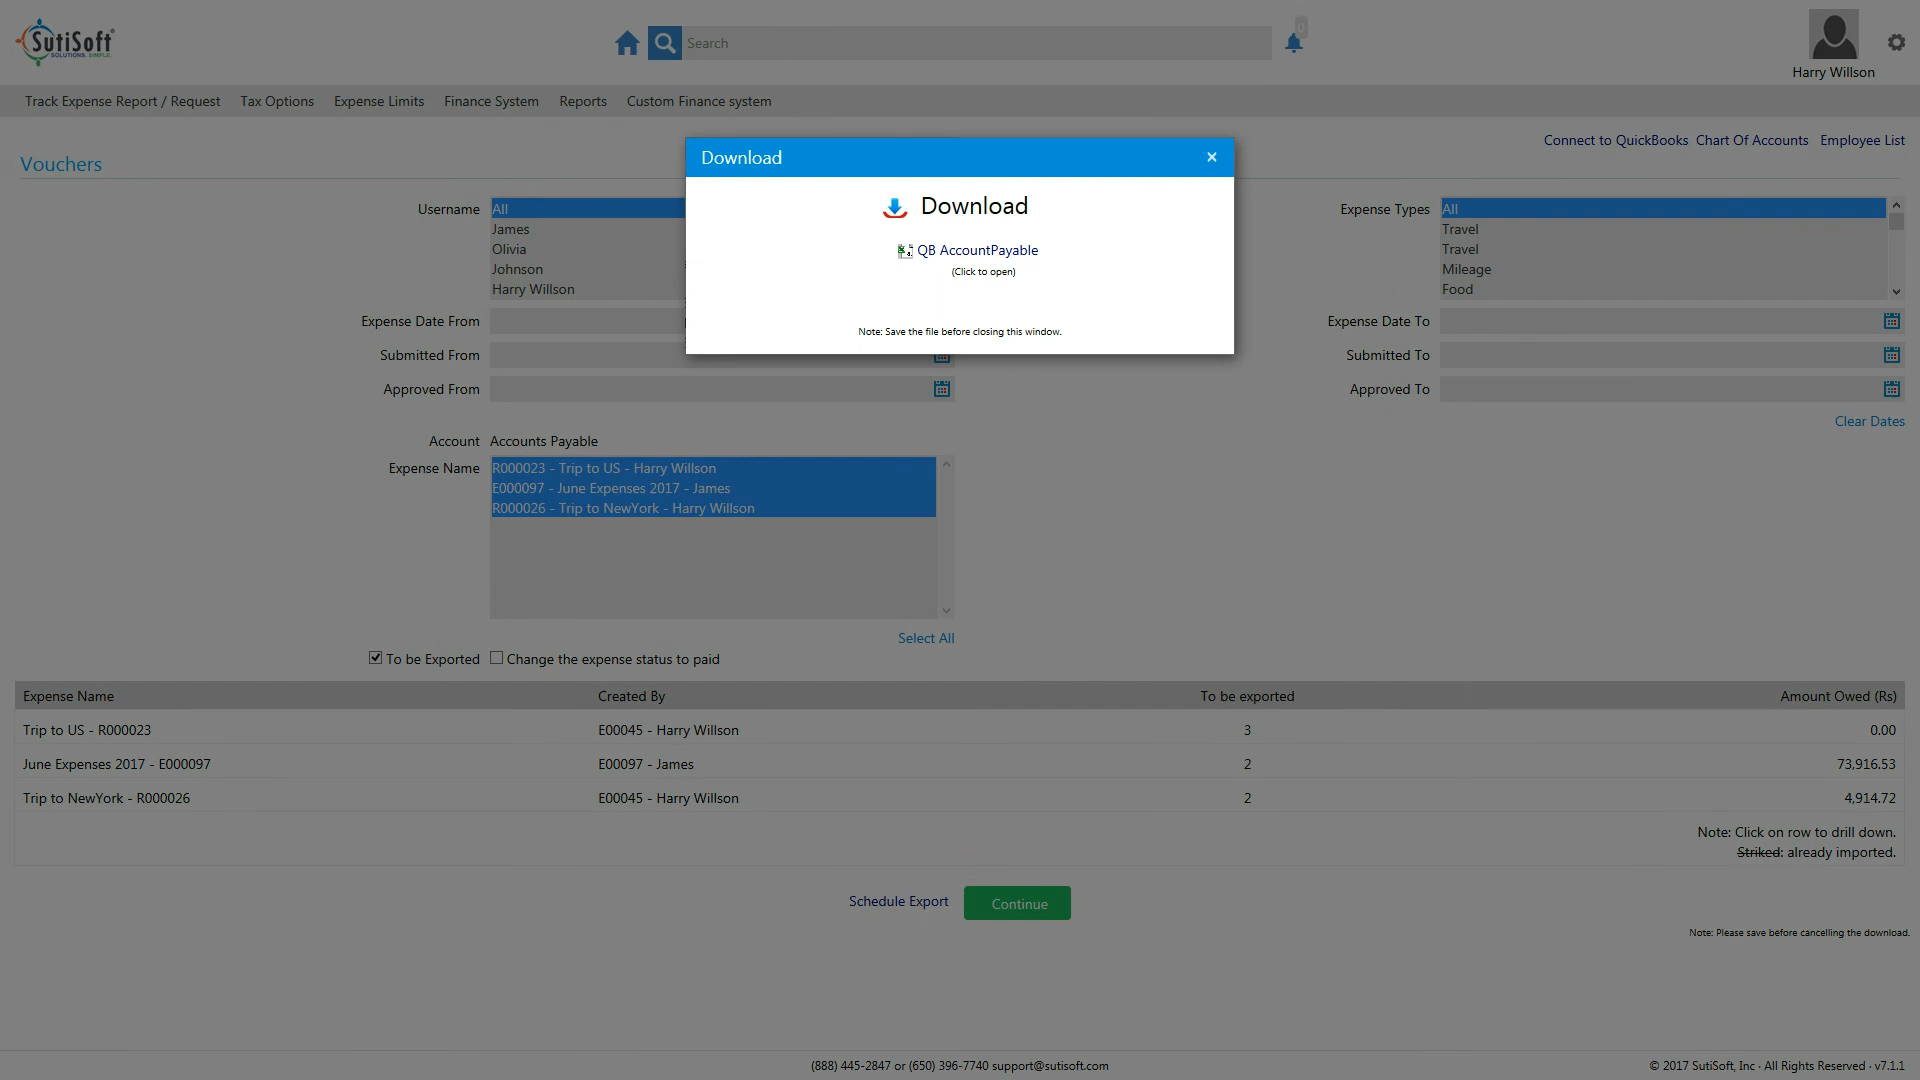 SutiSoft
SOLUTIONS. SIMPLE.
Search
0
Harry Willson
Track Expense Report / Request
Tax Options
Expense Limits
Finance System
Reports
Custom Finance system
Connect to QuickBooks
Chart Of Accounts
Employee List
Vouchers
Download
×
Download
QB AccountPayable
(Click to open)
Note: Save the file before closing this window.
Username
All
James
Olivia
Johnson
Harry Willson
Expense Types
All
Travel
Travel
Mileage
Food
Expense Date From
Expense Date To
Submitted From
Submitted To
Approved From
Approved To
Clear Dates
Account
Accounts Payable
Expense Name
R000023 - Trip to US - Harry Willson
E000097 - June Expenses 2017 - James
R000026 - Trip to NewYork - Harry Willson
Select All
To be Exported
Change the expense status to paid
Expense Name
Created By
To be exported
Amount Owed (Rs)
Trip to US - R000023
E00045 - Harry Willson
3
0.00
June Expenses 2017 - E000097
E00097 - James
2
73,916.53
Trip to NewYork - R000026
E00045 - Harry Willson
2
4,914.72
Note: Click on row to drill down.
Striked: already imported.
Schedule Export
Continue
Note: Please save before cancelling the download.
(888) 445-2847 or (650) 396-7740 support@sutisoft.com
© 2017 SutiSoft, Inc · All Rights Reserved · v7.1.1